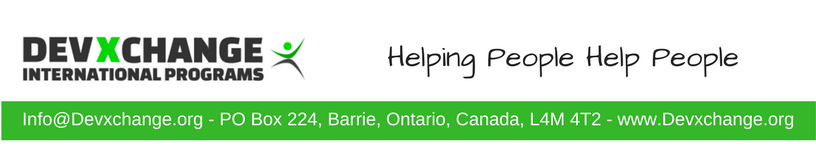 DEVXCHANGE
INTERNATIONAL PROGRAMS
Helping People Help People
Info@Devxchange.org - PO Box 224, Barrie, Ontario, Canada, L4M 4T2 - www.Devxchange.org